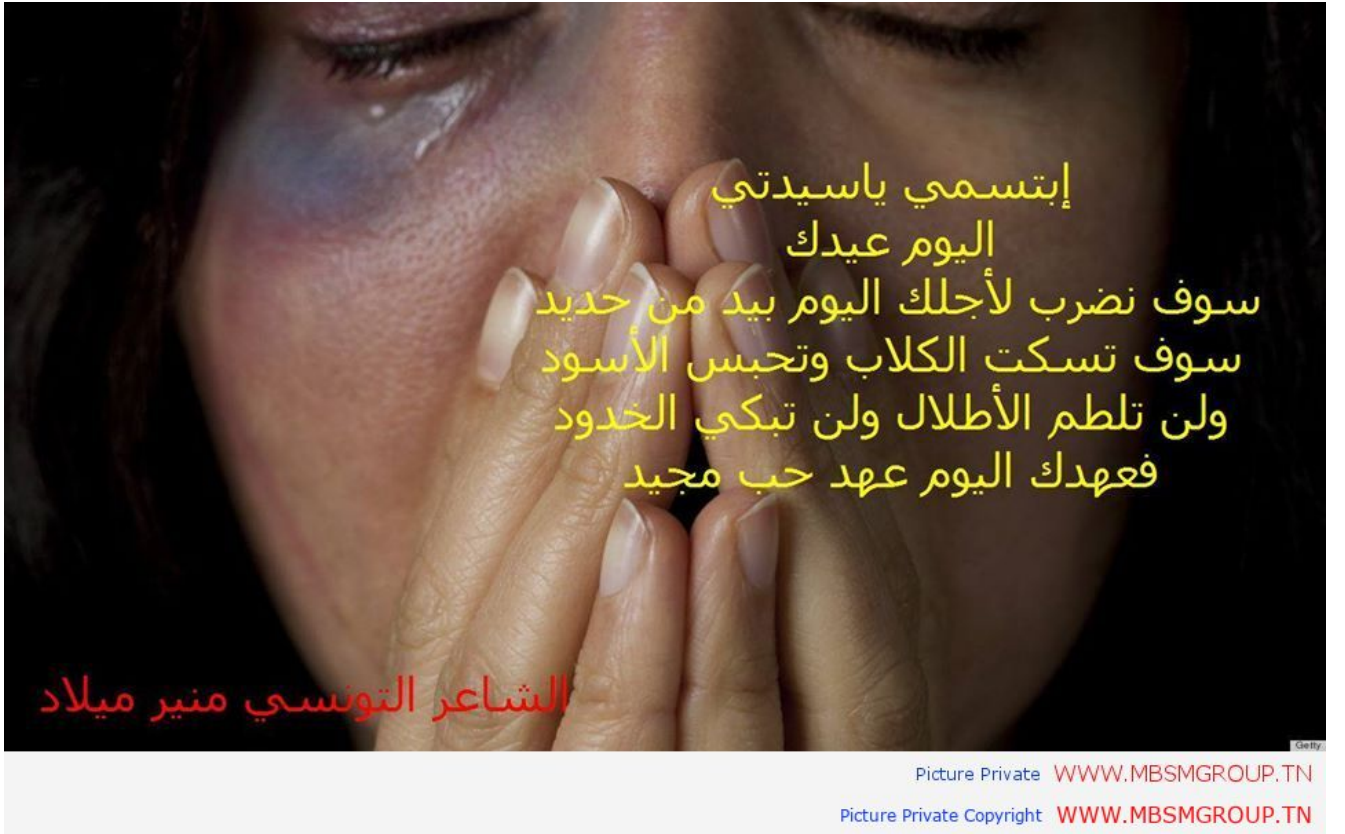 إبتسمي ياسيدتي
اليوم عيدك
سوف نضرب لأجلك اليوم بيد من حديد
سوف تسكت الكلاب وتحبس الأسود
ولن تلطم الأطلال ولن تبكي الخدود
فعهدك اليوم عهد حب مجيد
الشاعر التونسي منير ميلاد
Getty
Picture Private WWW.MBSMGROUP.TN
Picture Private Copyright WWW.MBSMGROUP.TN